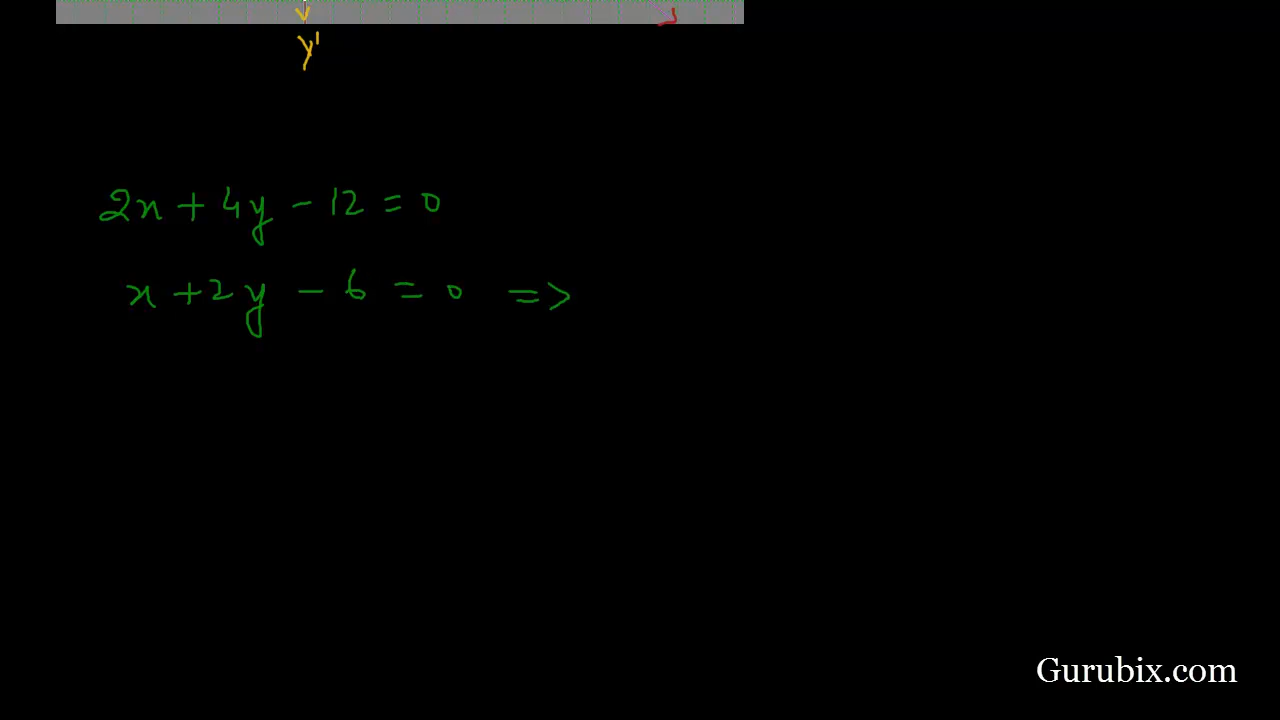 y'
2x + 4y - 12 = 0
x + 2y - 6 = 0 =>
Gurubix.com